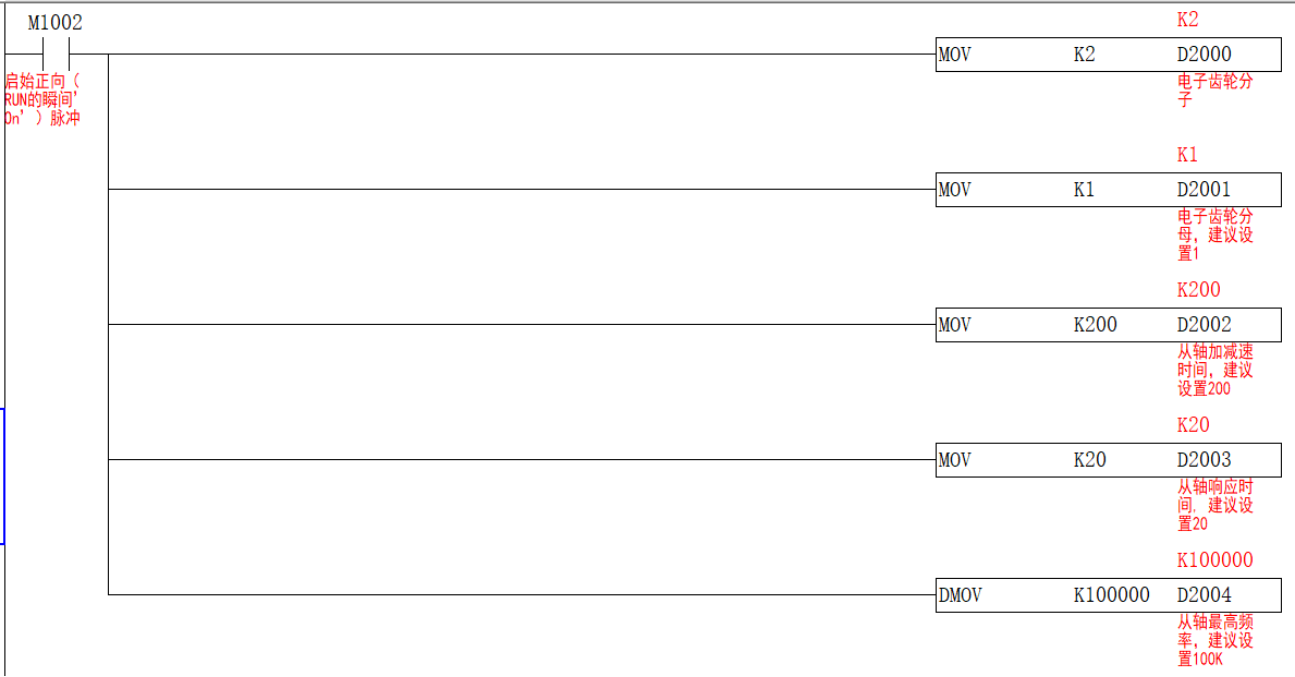 M1002
启始正向（
RUN的瞬间'
On'）脉冲
K2
MOV K2 D2000
电子齿轮分
子
K1
MOV K1 D2001
电子齿轮分
母，建议设
置1
K200
MOV K200 D2002
从轴加减速
时间，建议
设置200
K20
MOV K20 D2003
从轴响应时
间，建议设
置20
K100000
DMOV K100000 D2004
从轴最高频
率，建议设
置100K